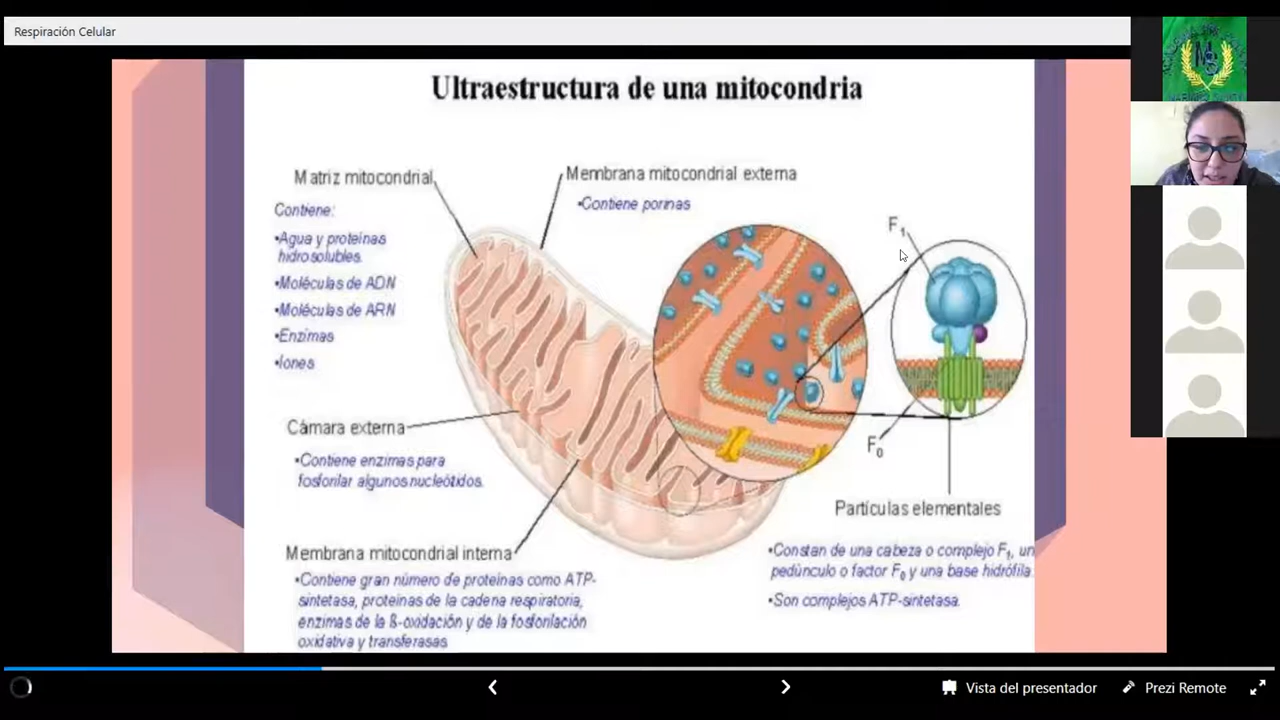 Respiración Celular
Ultraestructura de una mitocondria
Matriz mitocondrial
Contiene:
•Agua y proteínas
hidrosolubles.
•Moléculas de ADN
•Moléculas de ARN
•Enzimas
•Iones
Membrana mitocondrial externa
•Contiene porinas
F1
F0
Cámara externa
•Contiene enzimas para
fosforilar algunos nucleótidos.
Membrana mitocondrial interna
•Contiene gran número de proteínas como ATP-
sintetasa, proteínas de la cadena respiratoria,
enzimas de la ß-oxidación y de la fosforilación
oxidativa y transferasas
Partículas elementales
•Constan de una cabeza o complejo F1, un
pedúnculo o factor F0 y una base hidrófila.
•Son complejos ATP-sintetasa.
Vista del presentador
Prezi Remote